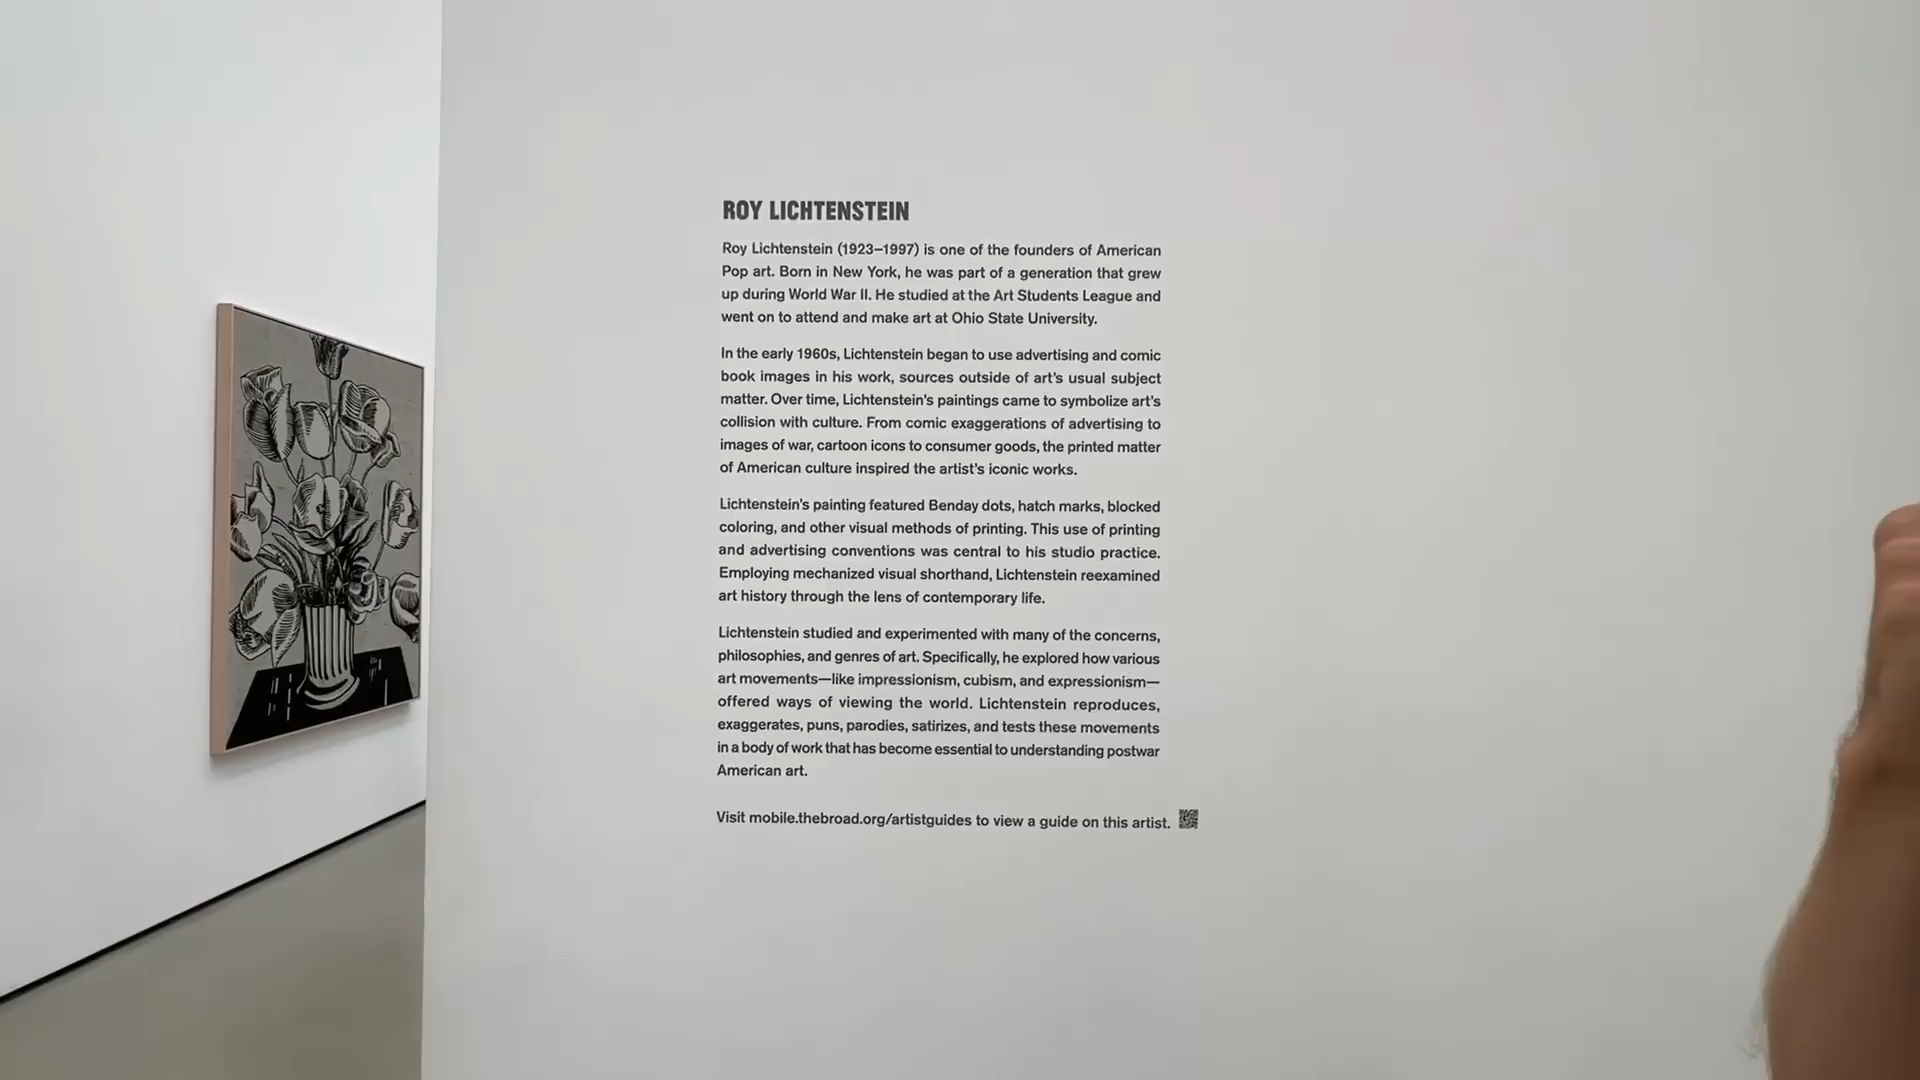 ROY LICHTENSTEIN
Roy Lichtenstein (1923–1997) is one of the founders of American
Pop art. Born in New York, he was part of a generation that grew
up during World War II. He studied at the Art Students League and
went on to attend and make art at Ohio State University.
In the early 1960s, Lichtenstein began to use advertising and comic
book images in his work, sources outside of art's usual subject
matter. Over time, Lichtenstein's paintings came to symbolize art's
collision with culture. From comic exaggerations of advertising to
images of war, cartoon icons to consumer goods, the printed matter
of American culture inspired the artist's iconic works.
Lichtenstein's painting featured Benday dots, hatch marks, blocked
coloring, and other visual methods of printing. This use of printing
and advertising conventions was central to his studio practice.
Employing mechanized visual shorthand, Lichtenstein reexamined
art history through the lens of contemporary life.
Lichtenstein studied and experimented with many of the concerns,
philosophies, and genres of art. Specifically, he explored how various
art movements—like impressionism, cubism, and expressionism—
offered ways of viewing the world. Lichtenstein reproduces,
exaggerates, puns, parodies, satirizes, and tests these movements
in a body of work that has become essential to understanding postwar
American art.
Visit mobile.thebroad.org/artistguides to view a guide on this artist.